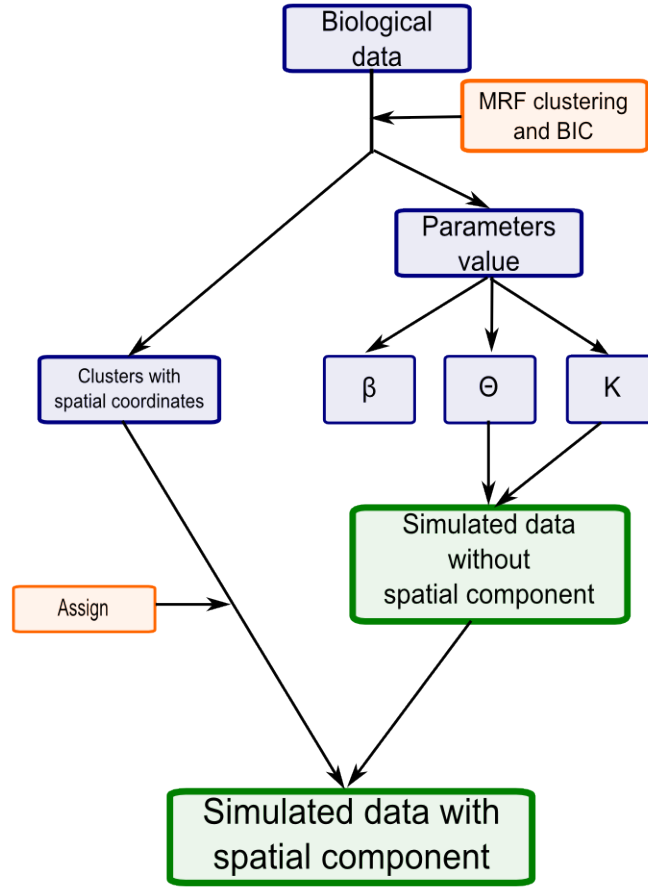 Biological
data
MRF clustering
and BIC
Parameters
value
Clusters with
spatial coordinates
β
Θ
K
Simulated data
without
spatial component
Assign
Simulated data with
spatial component